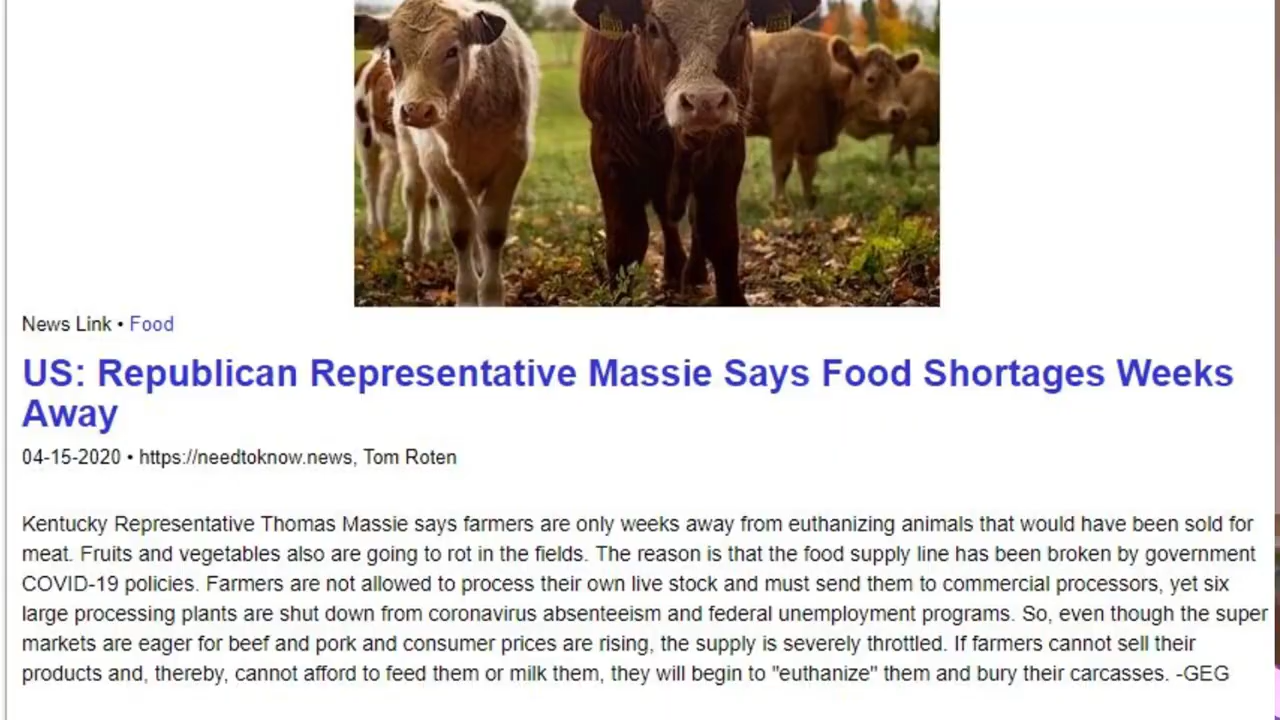 News Link • Food
US: Republican Representative Massie Says Food Shortages Weeks
Away
04-15-2020 • https://needtoknow.news, Tom Roten
Kentucky Representative Thomas Massie says farmers are only weeks away from euthanizing animals that would have been sold for
meat. Fruits and vegetables also are going to rot in the fields. The reason is that the food supply line has been broken by government
COVID-19 policies. Farmers are not allowed to process their own live stock and must send them to commercial processors, yet six
large processing plants are shut down from coronavirus absenteeism and federal unemployment programs. So, even though the super
markets are eager for beef and pork and consumer prices are rising, the supply is severely throttled. If farmers cannot sell their
products and, thereby, cannot afford to feed them or milk them, they will begin to "euthanize" them and bury their carcasses. -GEG